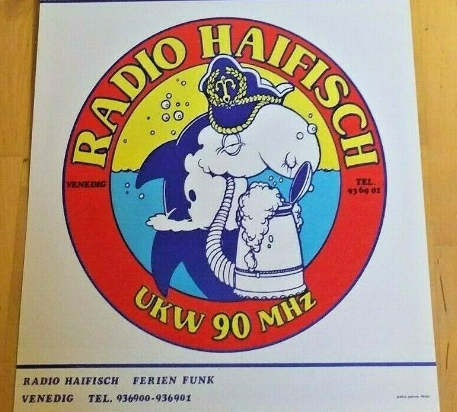 RADIO HAIFISCH
VENEDIG
TEL.
93 69 01
UKW 90 MHz
RADIO HAIFISCH FERIEN FUNK
VENEDIG TEL. 936900-936901